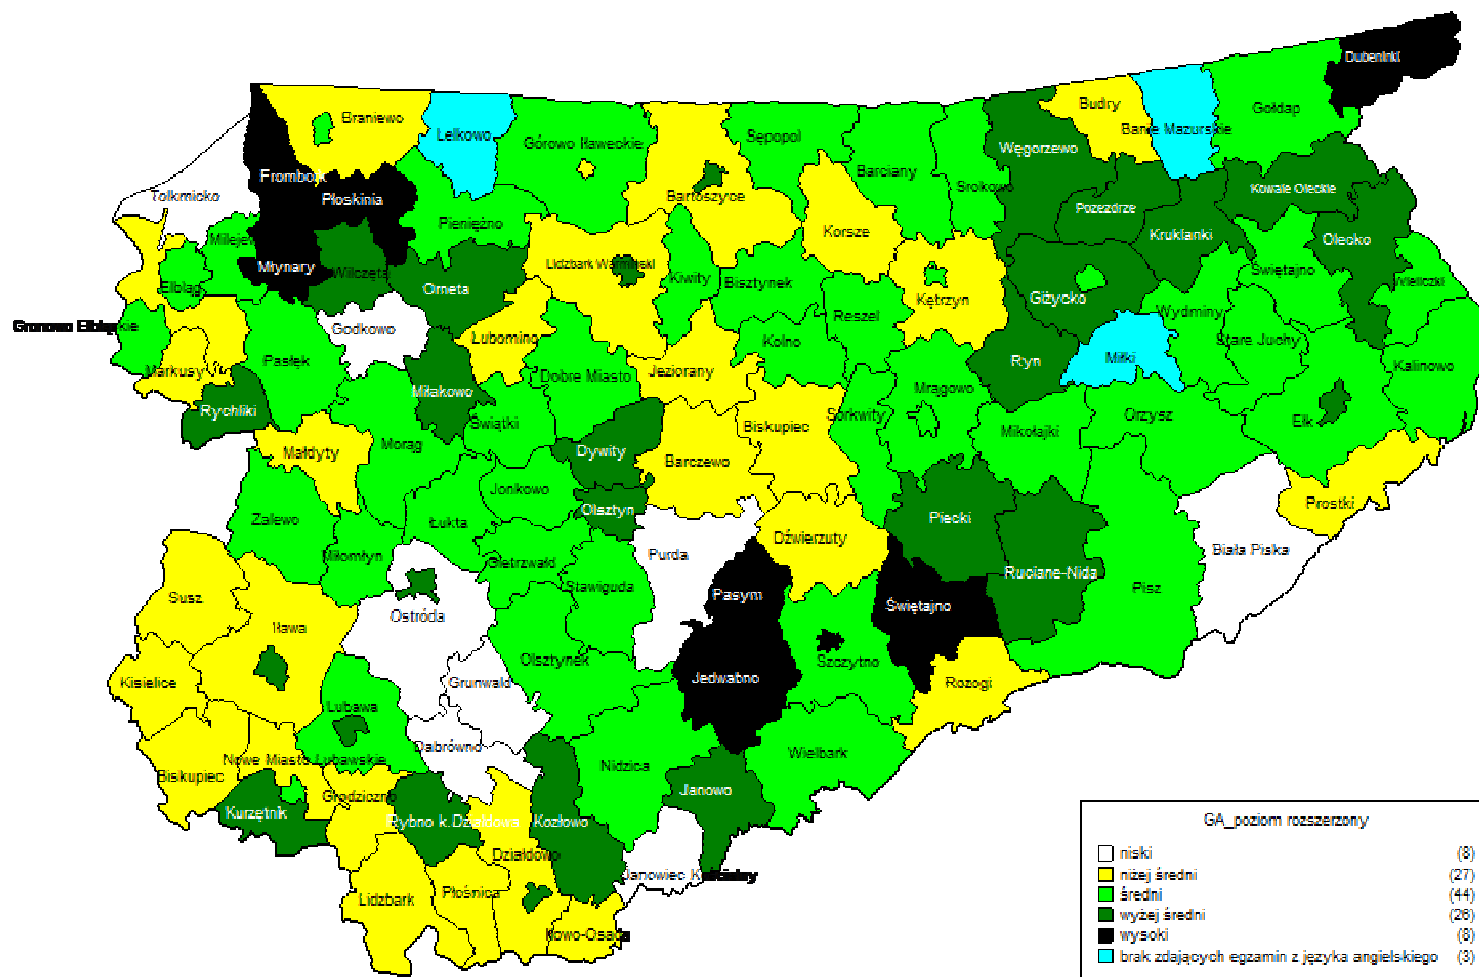 Dubeninki
Budry
Gołdap
Braniewo
Lelkowo
Banie Mazurskie
Górowo Iławeckie
Sępopol
Węgorzewo
Barciany
Frombork
Srokowo
Tolkmicko
Płoskinia
Bartoszyce
Kowale Oleckie
Pozezdrze
Pieniężno
Korsze
Kruklanki
Olecko
Milejewo
Młynary
Wilczęta
Lidzbark Warmiński
Kiwity
Bisztynek
Świętajno
Wieliczki
Elbląg
Orneta
Kętrzyn
Giżycko
Gronowo Elbląskie
Godkowo
Lubomino
Reszel
Wydminy
Kolno
Stare Juchy
Pasłęk
Ryn
Miłki
Markusy
Dobre Miasto
Jeziorany
Mrągowo
Kalinowo
Rychliki
Miłakowo
Świątki
Sorkwity
Orzysz
Ełk
Biskupiec
Mikołajki
Małdyty
Morąg
Dywity
Barczewo
Jonkowo
Prostki
Zalewo
Łukta
Olsztyn
Piecki
Purda
Dźwierzuty
Biała Piska
Miłomłyn
Gietrzwałd
Stawiguda
Ruciane-Nida
Pisz
Susz
Pasym
Świętajno
Ostróda
Iława
Olsztynek
Szczytno
Kisielice
Grunwald
Jedwabno
Rozogi
Lubawa
Dąbrówno
Wielbark
Nowe Miasto Lubawskie
Biskupiec
Nidzica
Janowo
Grodziczno
Kurzętnik
Rybno k.Działdowa
Kozłowo
Działdowo
Janowiec Kościelny
Lidzbark
Płośnica
Iłowo-Osada
GA_poziom rozszerzony
niski (8)
niżej średni (27)
średni (44)
wyżej średni (26)
wysoki (8)
brak zdających egzamin z języka angielskiego (3)